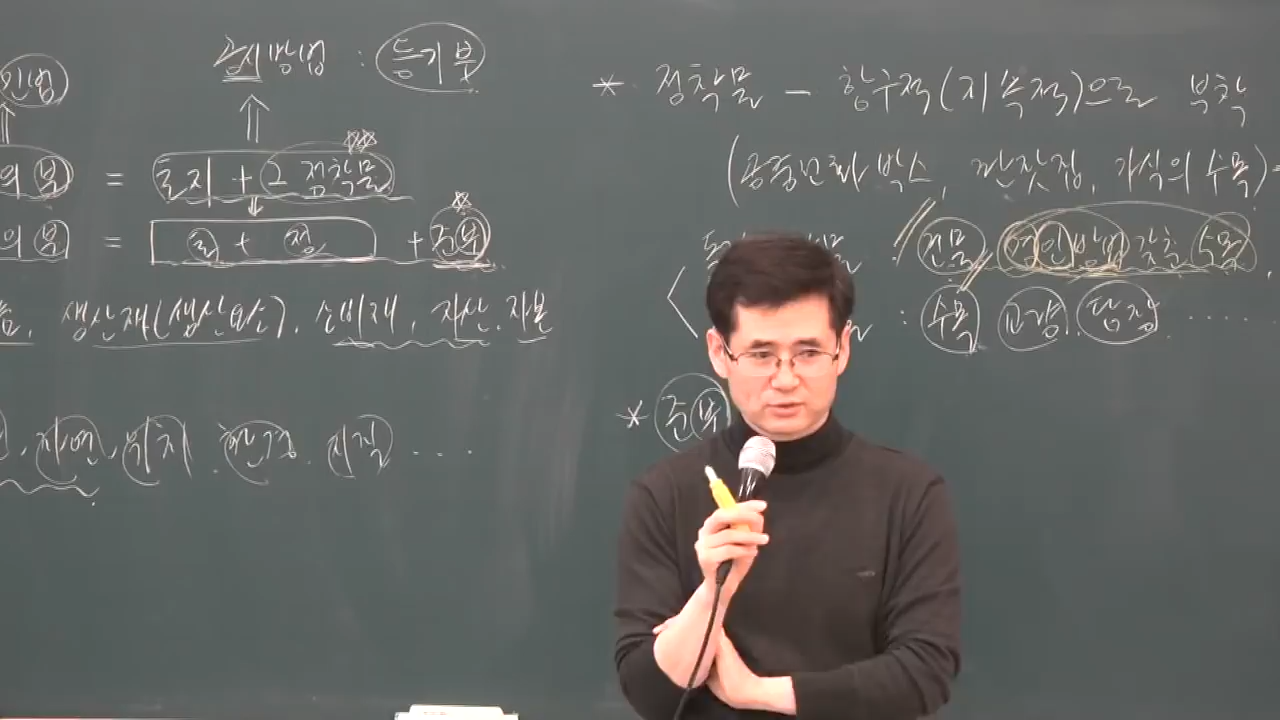 민법
공시방법 : 등기부
의 부 = 토지 + 그 정착물
의 부 = 토 + 정 + 준부
생산재(생산요소), 소비재, 자산, 자본
자연, 위치, 환경, 지적 ....
* 정착물 - 항구적(지속적)으로 부착
(공중전화 박스, 판잣집, 가식의 수목) =
건물 명인방법 갖춘 수목,
: 수목 교량 담장 ......
* 준부